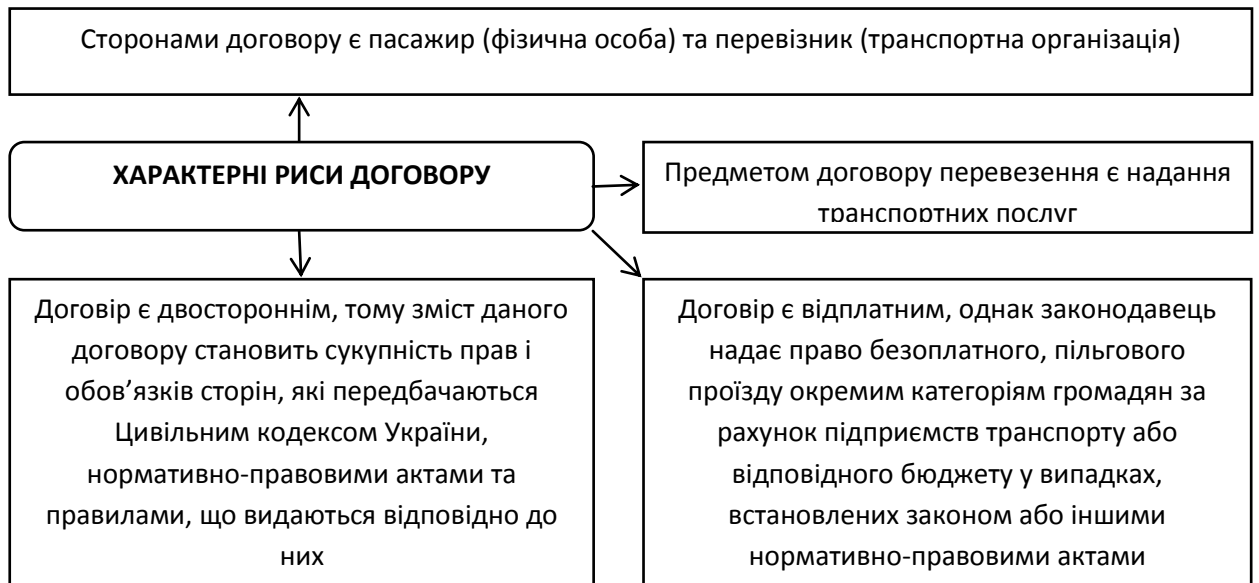 Сторонами договору є пасажир (фізична особа) та перевізник (транспортна організація)
ХАРАКТЕРНІ РИСИ ДОГОВОРУ
Предметом договору перевезення є надання
транспортних послуг
Договір є двостороннім, тому зміст даного
договору становить сукупність прав і
обов’язків сторін, які передбачаються
Цивільним кодексом України,
нормативно-правовими актами та
правилами, що видаються відповідно до
них
Договір є відплатним, однак законодавець
надає право безоплатного, пільгового
проїзду окремим категоріям громадян за
рахунок підприємств транспорту або
відповідного бюджету у випадках,
встановлених законом або іншими
нормативно-правовими актами